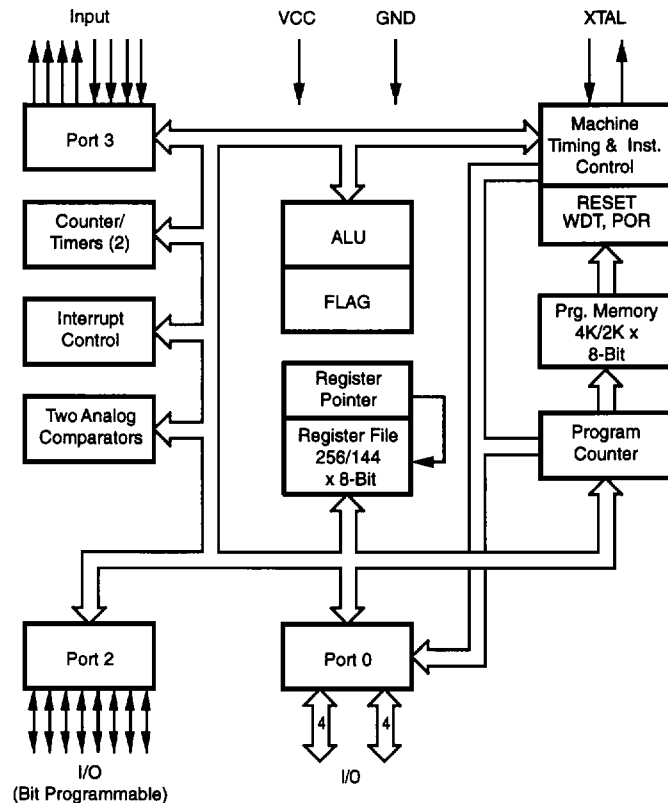 Input
VCC
GND
XTAL
Port 3
Machine
Timing & Inst.
Control
RESET
WDT, POR
Counter/
Timers (2)
ALU
FLAG
Interrupt
Control
Prg. Memory
4K/2K x
8-Bit
Two Analog
Comparators
Register
Pointer
Register File
256/144
x 8-Bit
Program
Counter
Port 2
Port 0
4
4
I/O
(Bit Programmable)
I/O